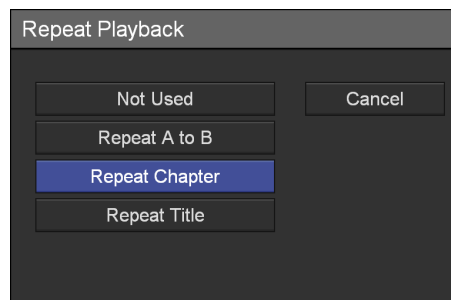 Repeat Playback
Not Used
Cancel
Repeat A to B
Repeat Chapter
Repeat Title